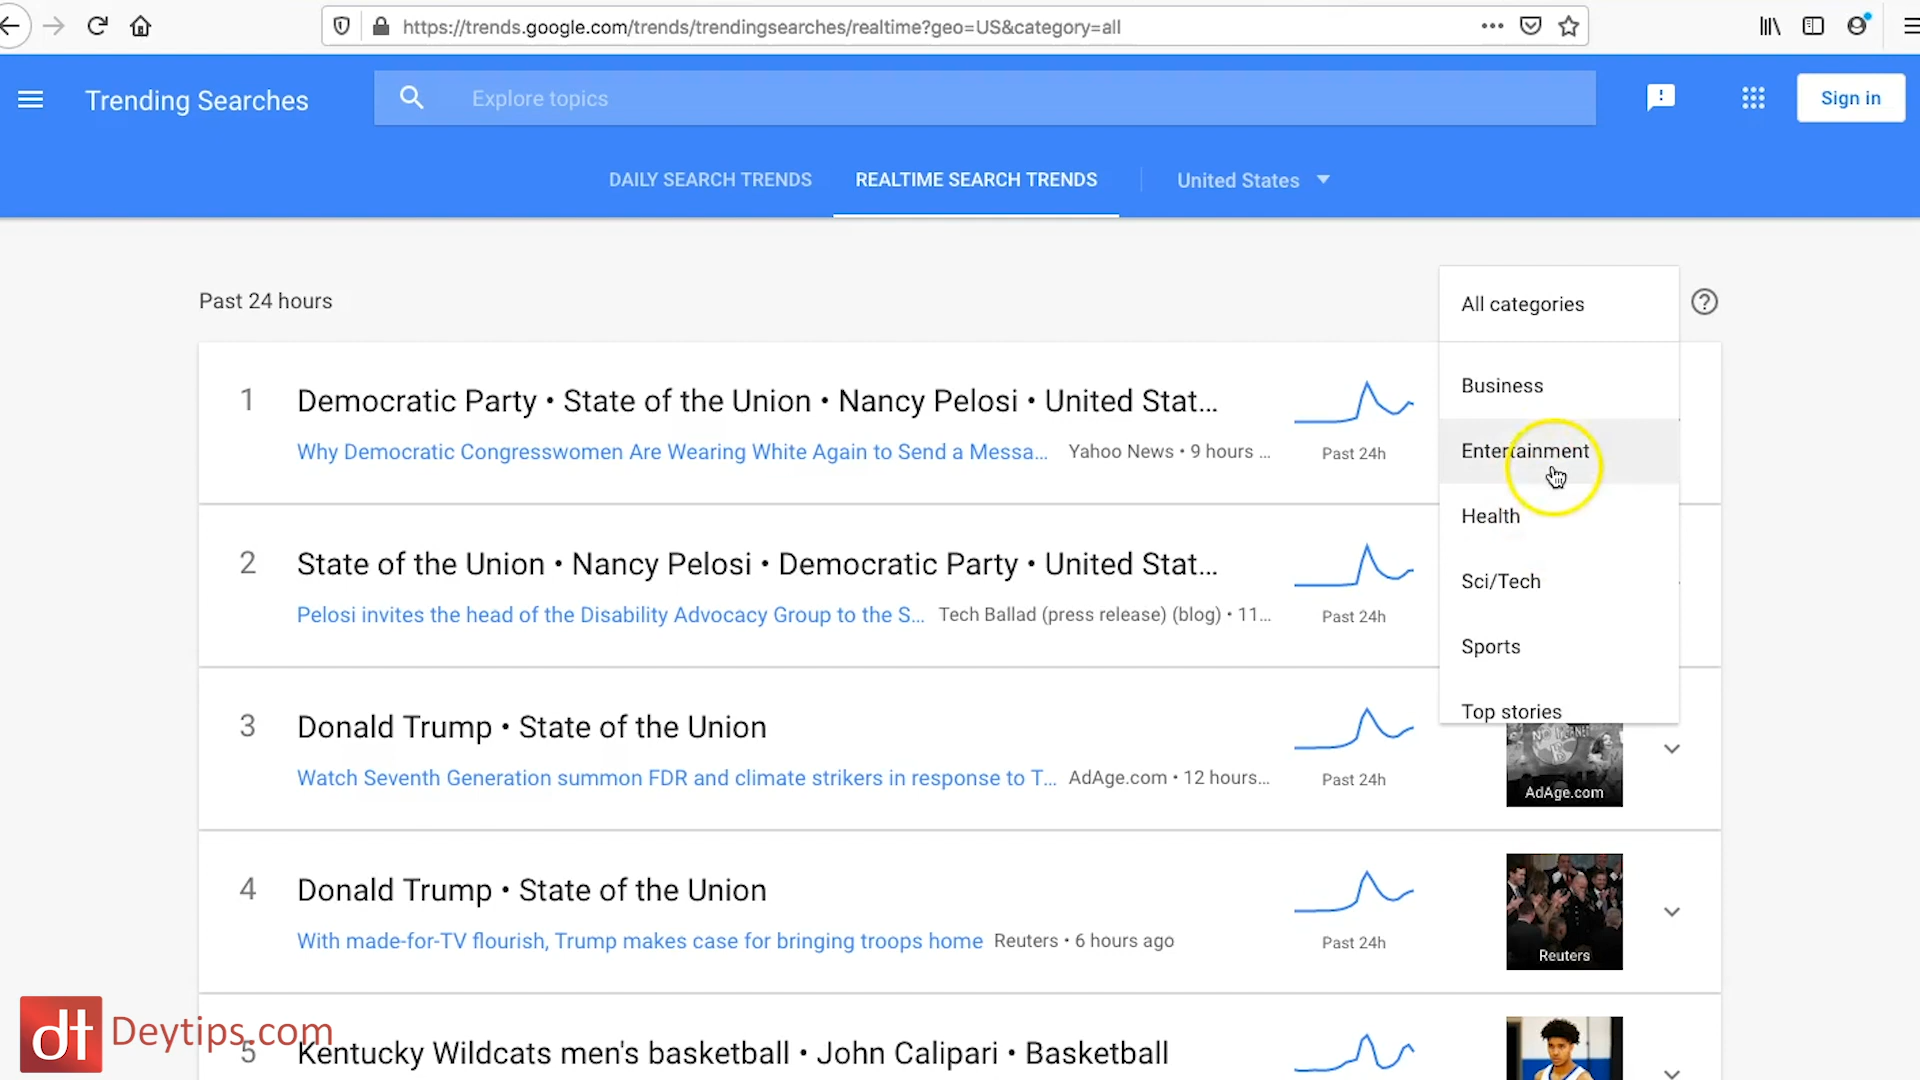 https://trends.google.com/trends/trendingsearches/realtime?geo=US&category=all
Trending Searches
Explore topics
Sign in
DAILY SEARCH TRENDS
REALTIME SEARCH TRENDS
United States
Past 24 hours
All categories
Business
Entertainment
Health
Sci/Tech
Sports
Top stories
1
Democratic Party • State of the Union • Nancy Pelosi • United Stat...
Why Democratic Congresswomen Are Wearing White Again to Send a Messa... Yahoo News • 9 hours ...
Past 24h
2
State of the Union • Nancy Pelosi • Democratic Party • United Stat...
Pelosi invites the head of the Disability Advocacy Group to the S... Tech Ballad (press release) (blog) • 11...
Past 24h
3
Donald Trump • State of the Union
Watch Seventh Generation summon FDR and climate strikers in response to T... AdAge.com • 12 hours...
Past 24h
AdAge.com
4
Donald Trump • State of the Union
With made-for-TV flourish, Trump makes case for bringing troops home Reuters • 6 hours ago
Past 24h
Reuters
5
Kentucky Wildcats men's basketball • John Calipari • Basketball
dt Deytips.com